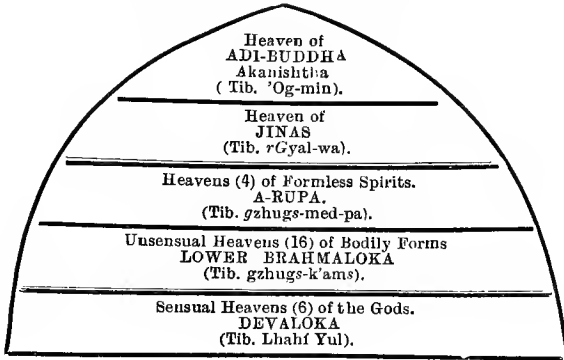 Heaven of
ADI-BUDDHA
Akanishtha
( Tib. 'Og-min).
Heaven of
JINAS
(Tib. rGyal-wa).
Heavens (4) of Formless Spirits.
A-RUPA.
(Tib. gzhugs-med-pa).
Unsensual Heavens (16) of Bodily Forms
LOWER BRAHMALOKA
(Tib. gzhugs-k'ams).
Sensual Heavens (6) of the Gods.
DEVALOKA
(Tib. Lhahi Yul).